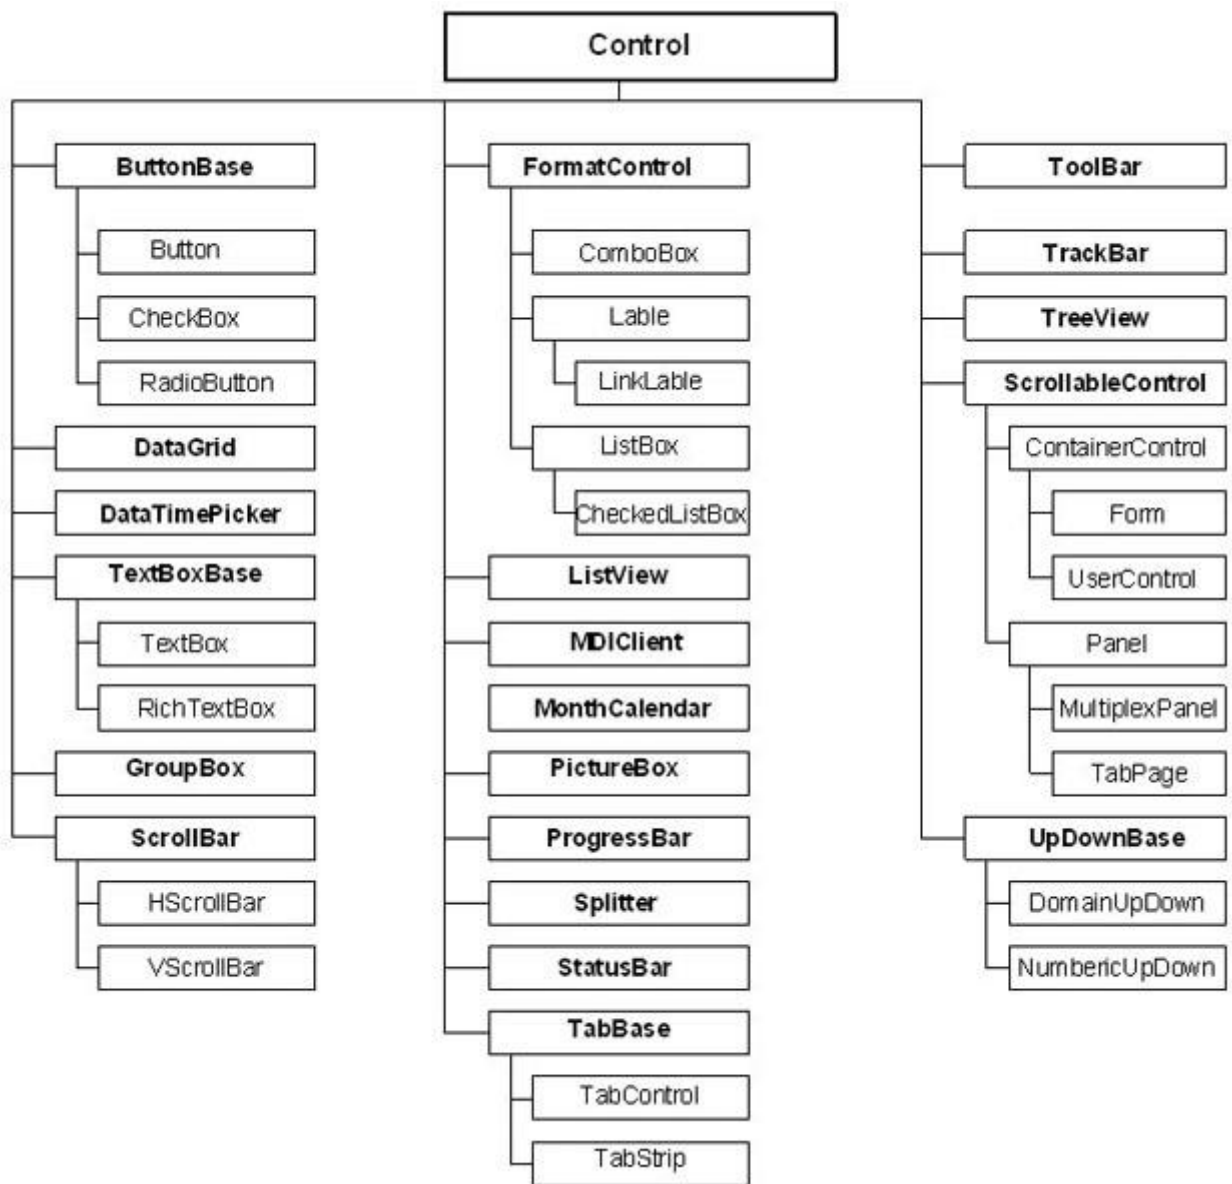 Control
ButtonBase
Button
CheckBox
RadioButton
DataGrid
DataTimePicker
TextBoxBase
TextBox
RichTextBox
GroupBox
ScrollBar
HScrollBar
VScrollBar
FormatControl
ComboBox
Lable
LinkLable
ListBox
CheckedListBox
ListView
MDIClient
MonthCalendar
PictureBox
ProgressBar
Splitter
StatusBar
TabBase
TabControl
TabStrip
ToolBar
TrackBar
TreeView
ScrollableControl
ContainerControl
Form
UserControl
Panel
MultiplexPanel
TabPage
UpDownBase
DomainUpDown
NumbericUpDown